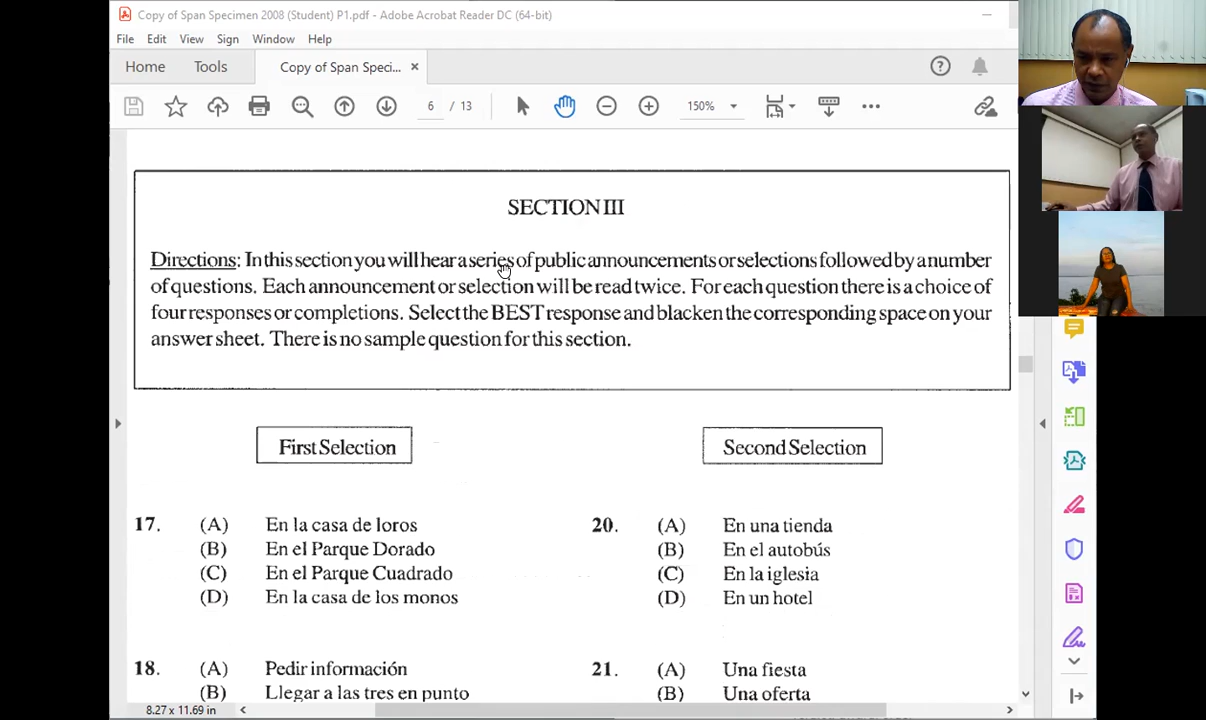 Copy of Span Specimen 2008 (Student) P1.pdf - Adobe Acrobat Reader DC (64-bit)
File Edit View Sign Window Help
Home Tools Copy of Span Speci... ×
6 / 13 150%
SECTION III
Directions: In this section you will hear a series of public announcements or selections followed by a number
of questions. Each announcement or selection will be read twice. For each question there is a choice of
four responses or completions. Select the BEST response and blacken the corresponding space on your
answer sheet. There is no sample question for this section.
First Selection
17. (A) En la casa de loros
(B) En el Parque Dorado
(C) En el Parque Cuadrado
(D) En la casa de los monos
18. (A) Pedir información
(B) Llegar a las tres en punto
Second Selection
20. (A) En una tienda
(B) En el autobús
(C) En la iglesia
(D) En un hotel
21. (A) Una fiesta
(B) Una oferta
8.27 x 11.69 in